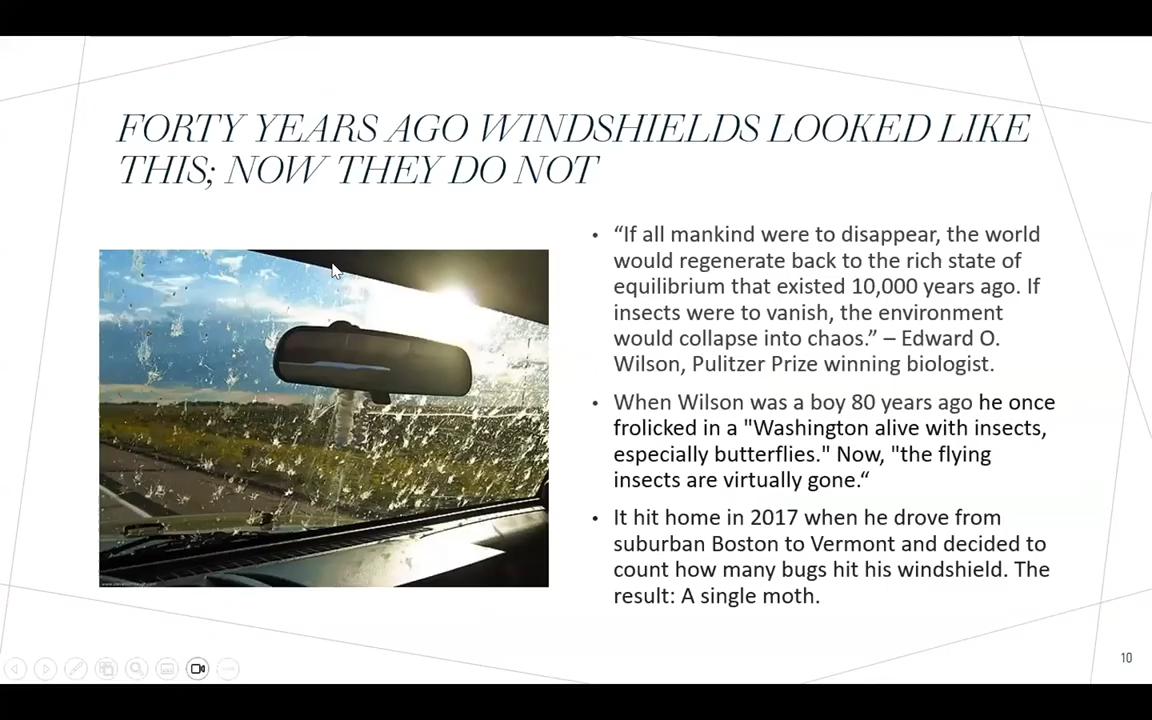 FORTY YEARS AGO WINDSHIELDS LOOKED LIKE
THIS; NOW THEY DO NOT
• “If all mankind were to disappear, the world
would regenerate back to the rich state of
equilibrium that existed 10,000 years ago. If
insects were to vanish, the environment
would collapse into chaos.” – Edward O.
Wilson, Pulitzer Prize winning biologist.
• When Wilson was a boy 80 years ago he once
frolicked in a "Washington alive with insects,
especially butterflies." Now, "the flying
insects are virtually gone.“
• It hit home in 2017 when he drove from
suburban Boston to Vermont and decided to
count how many bugs hit his windshield. The
result: A single moth.
10